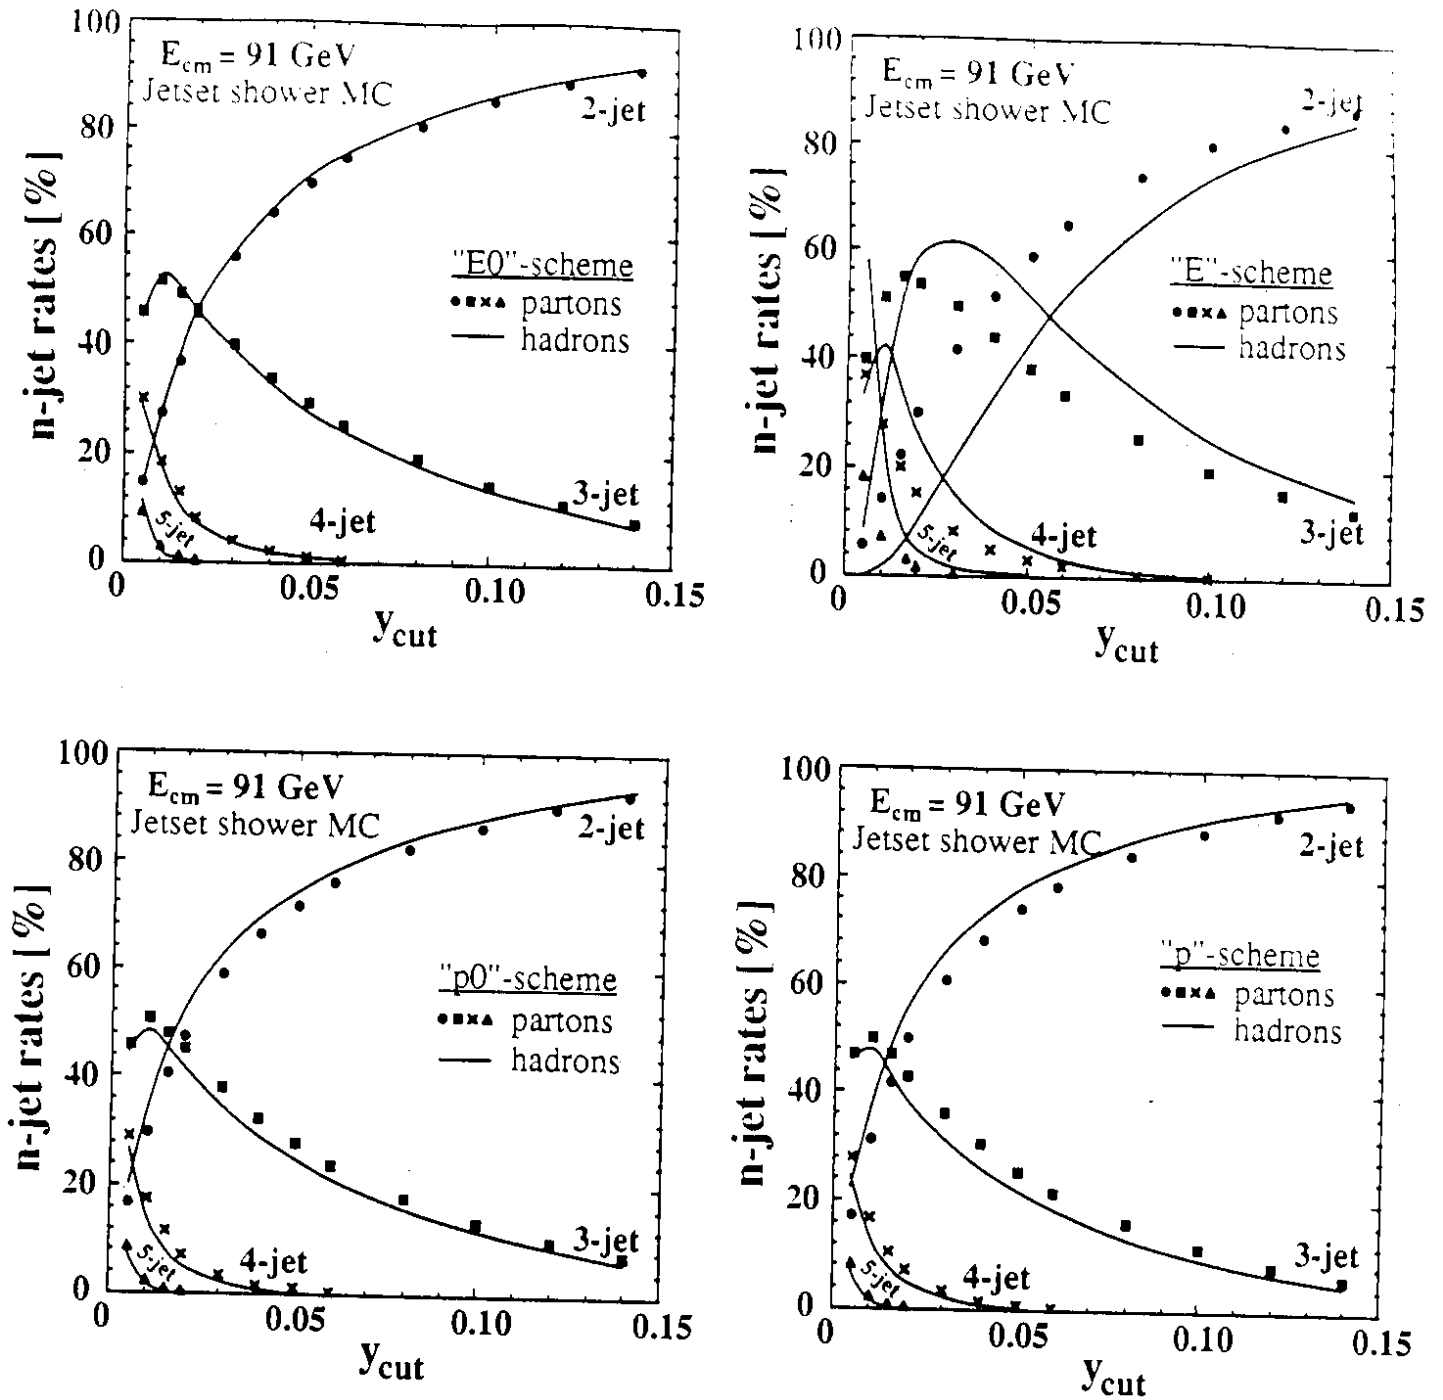 100
80
60
40
20
0
n-jet rates [%]
E_cm = 91 GeV
Jetset shower MC
2-jet
"E0"-scheme
●■×▲ partons
— hadrons
5-jet
4-jet
3-jet
0 0.05 0.10 0.15
y_cut
100
80
60
40
20
0
n-jet rates [%]
E_cm = 91 GeV
Jetset shower MC
2-jet
"E"-scheme
●■×▲ partons
— hadrons
5-jet
4-jet
3-jet
0 0.05 0.10 0.15
y_cut
100
80
60
40
20
0
n-jet rates [%]
E_cm = 91 GeV
Jetset shower MC
2-jet
"p0"-scheme
●■×▲ partons
— hadrons
5-jet
4-jet
3-jet
0 0.05 0.10 0.15
y_cut
100
80
60
40
20
0
n-jet rates [%]
E_cm = 91 GeV
Jetset shower MC
2-jet
"p"-scheme
●■×▲ partons
— hadrons
5-jet
4-jet
3-jet
0 0.05 0.10 0.15
y_cut